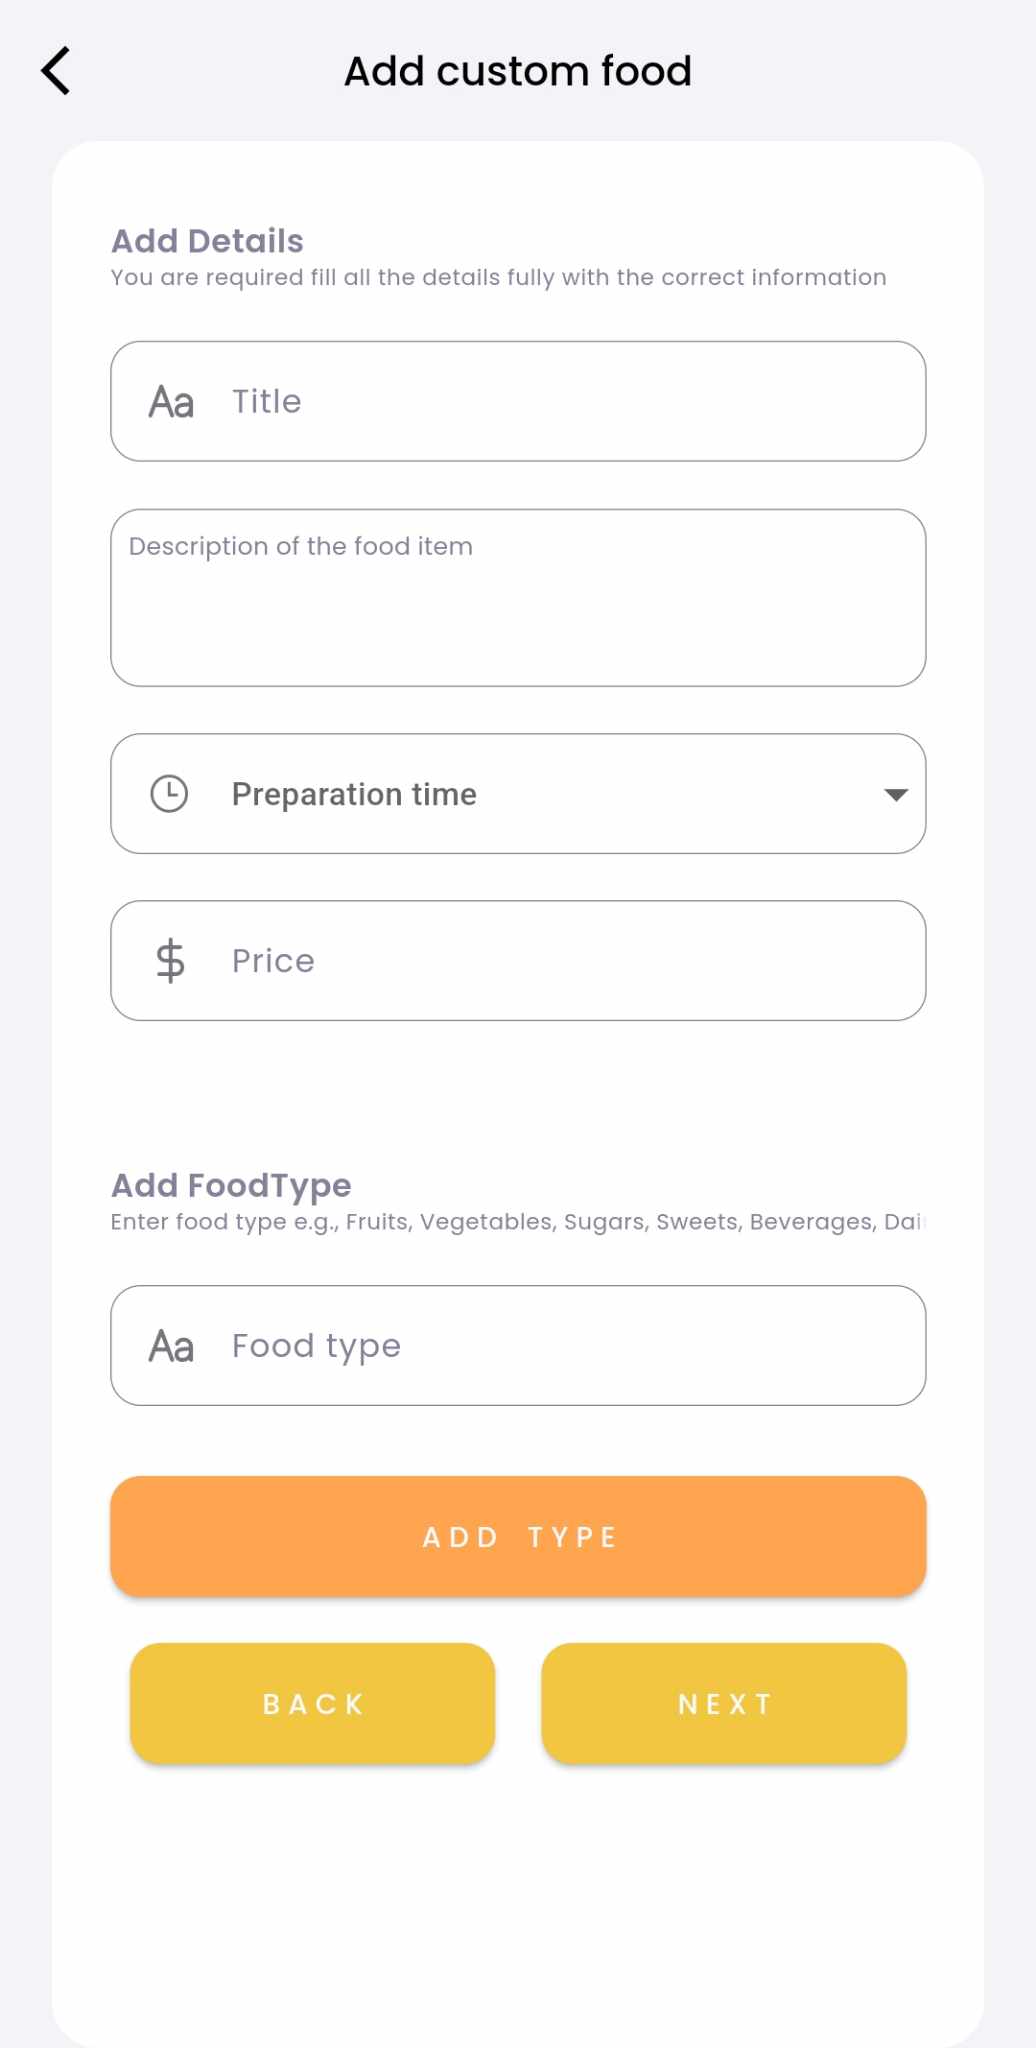 Add custom food
Add Details
You are required fill all the details fully with the correct information
Aa Title
Description of the food item
Preparation time
$ Price
Add FoodType
Enter food type e.g., Fruits, Vegetables, Sugars, Sweets, Beverages,
Aa Food type
ADD TYPE
BACK NEXT